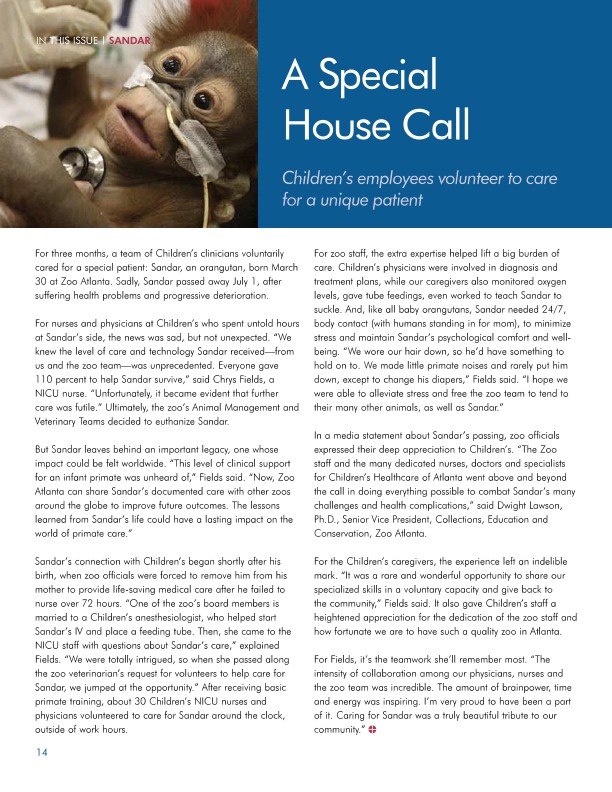 IN THIS ISSUE | SANDAR
A Special
House Call
Children's employees volunteer to care
for a unique patient
For three months, a team of Children's clinicians voluntarily
cared for a special patient: Sandar, an orangutan, born March
30 at Zoo Atlanta. Sadly, Sandar passed away July 1, after
suffering health problems and progressive deterioration.
For nurses and physicians at Children's who spent untold hours
at Sandar's side, the news was sad, but not unexpected. "We
knew the level of care and technology Sandar received—from
us and the zoo team—was unprecedented. Everyone gave
110 percent to help Sandar survive," said Chrys Fields, a
NICU nurse. "Unfortunately, it became evident that further
care was futile." Ultimately, the zoo's Animal Management and
Veterinary Teams decided to euthanize Sandar.
But Sandar leaves behind an important legacy, one whose
impact could be felt worldwide. "This level of clinical support
for an infant primate was unheard of," Fields said. "Now, Zoo
Atlanta can share Sandar's documented care with other zoos
around the globe to improve future outcomes. The lessons
learned from Sandar's life could have a lasting impact on the
world of primate care."
Sandar's connection with Children's began shortly after his
birth, when zoo officials were forced to remove him from his
mother to provide life-saving medical care after he failed to
nurse over 72 hours. "One of the zoo's board members is
married to a Children's anesthesiologist, who helped start
Sandar's IV and place a feeding tube. Then, she came to the
NICU staff with questions about Sandar's care," explained
Fields. "We were totally intrigued, so when she passed along
the zoo veterinarian's request for volunteers to help care for
Sandar, we jumped at the opportunity." After receiving basic
primate training, about 30 Children's NICU nurses and
physicians volunteered to care for Sandar around the clock,
outside of work hours.
For zoo staff, the extra expertise helped lift a big burden of
care. Children's physicians were involved in diagnosis and
treatment plans, while our caregivers also monitored oxygen
levels, gave tube feedings, even worked to teach Sandar to
suckle. And, like all baby orangutans, Sandar needed 24/7,
body contact (with humans standing in for mom), to minimize
stress and maintain Sandar's psychological comfort and well-
being. "We wore our hair down, so he'd have something to
hold on to. We made little primate noises and rarely put him
down, except to change his diapers," Fields said. "I hope we
were able to alleviate stress and free the zoo team to tend to
their many other animals, as well as Sandar."
In a media statement about Sandar's passing, zoo officials
expressed their deep appreciation to Children's. "The Zoo
staff and the many dedicated nurses, doctors and specialists
for Children's Healthcare of Atlanta went above and beyond
the call in doing everything possible to combat Sandar's many
challenges and health complications," said Dwight Lawson,
Ph.D., Senior Vice President, Collections, Education and
Conservation, Zoo Atlanta.
For the Children's caregivers, the experience left an indelible
mark. "It was a rare and wonderful opportunity to share our
specialized skills in a voluntary capacity and give back to
the community," Fields said. It also gave Children's staff a
heightened appreciation for the dedication of the zoo staff and
how fortunate we are to have such a quality zoo in Atlanta.
For Fields, it's the teamwork she'll remember most. "The
intensity of collaboration among our physicians, nurses and
the zoo team was incredible. The amount of brainpower, time
and energy was inspiring. I'm very proud to have been a part
of it. Caring for Sandar was a truly beautiful tribute to our
community."
14